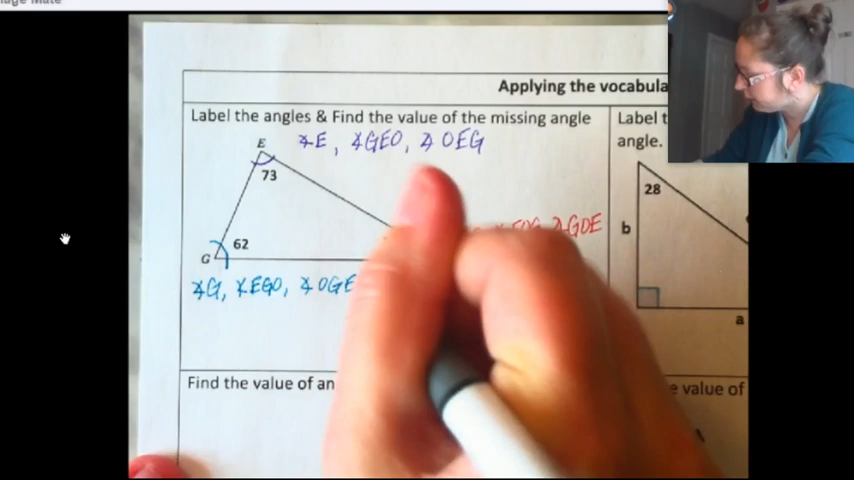 Applying the vocabula
Label the angles & Find the value of the missing angle
∡E, ∡GEO, ∡OEG
E
73
62
G
∡GOE
∡G, ∡EGO, ∡OGE
Label t
angle.
28
b
a
Find the value of an
e value of